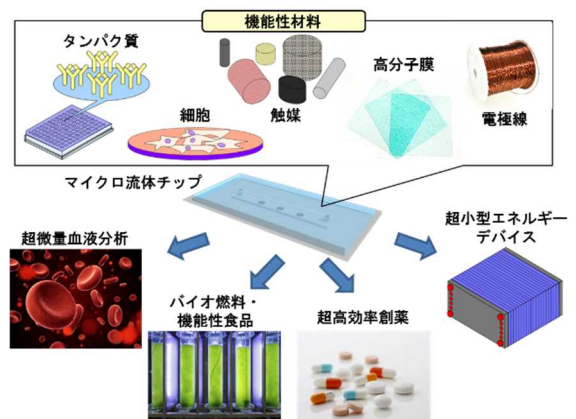 機能性材料
タンパク質
細胞
触媒
高分子膜
電極線
マイクロ流体チップ
超微量血液分析
バイオ燃料・
機能性食品
超高効率創薬
超小型エネルギー
デバイス